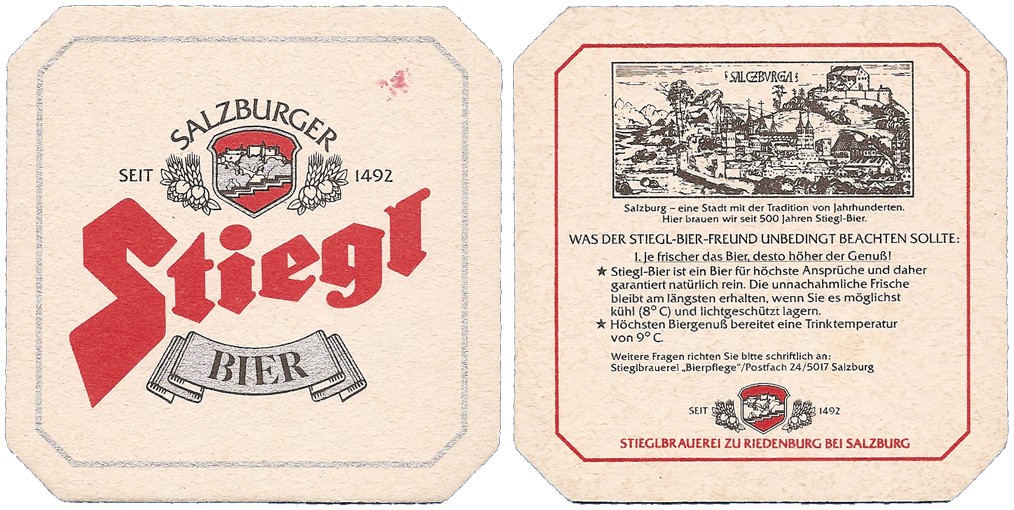 SALZBURGER
SEIT 1492
Stiegl
BIER
SALCZBVRGA
Salzburg – eine Stadt mit der Tradition von Jahrhunderten.
Hier brauen wir seit 500 Jahren Stiegl-Bier.
WAS DER STIEGL-BIER-FREUND UNBEDINGT BEACHTEN SOLLTE:
1. Je frischer das Bier, desto höher der Genuß!
★ Stiegl-Bier ist ein Bier für höchste Ansprüche und daher
garantiert natürlich rein. Die unnachahmliche Frische
bleibt am längsten erhalten, wenn Sie es möglichst
kühl (8° C) und lichtgeschützt lagern.
★ Höchsten Biergenuß bereitet eine Trinktemperatur
von 9° C.
Weitere Fragen richten Sie bitte schriftlich an:
Stieglbrauerei „Bierpflege"/Postfach 24/5017 Salzburg
SEIT 1492
STIEGLBRAUEREI ZU RIEDENBURG BEI SALZBURG